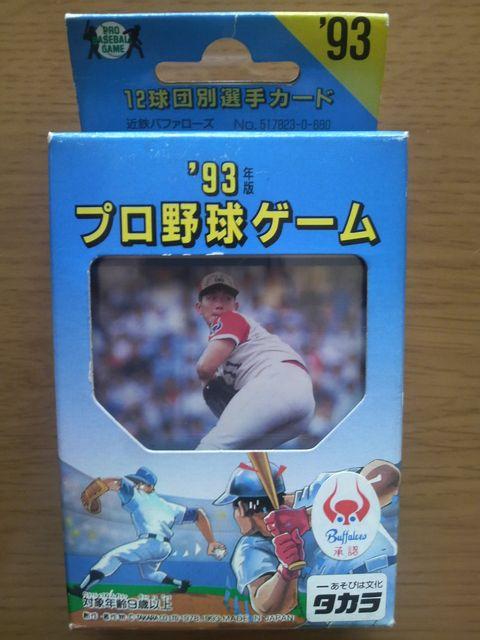 PRO
BASEBALL
GAME
'93
12球団別選手カード
近鉄バファローズ No.517823-0-680
'93年版
プロ野球ゲーム
Buffaloes
承認
対象年齢9歳以上
あそびは文化
タカラ
MADE IN JAPAN